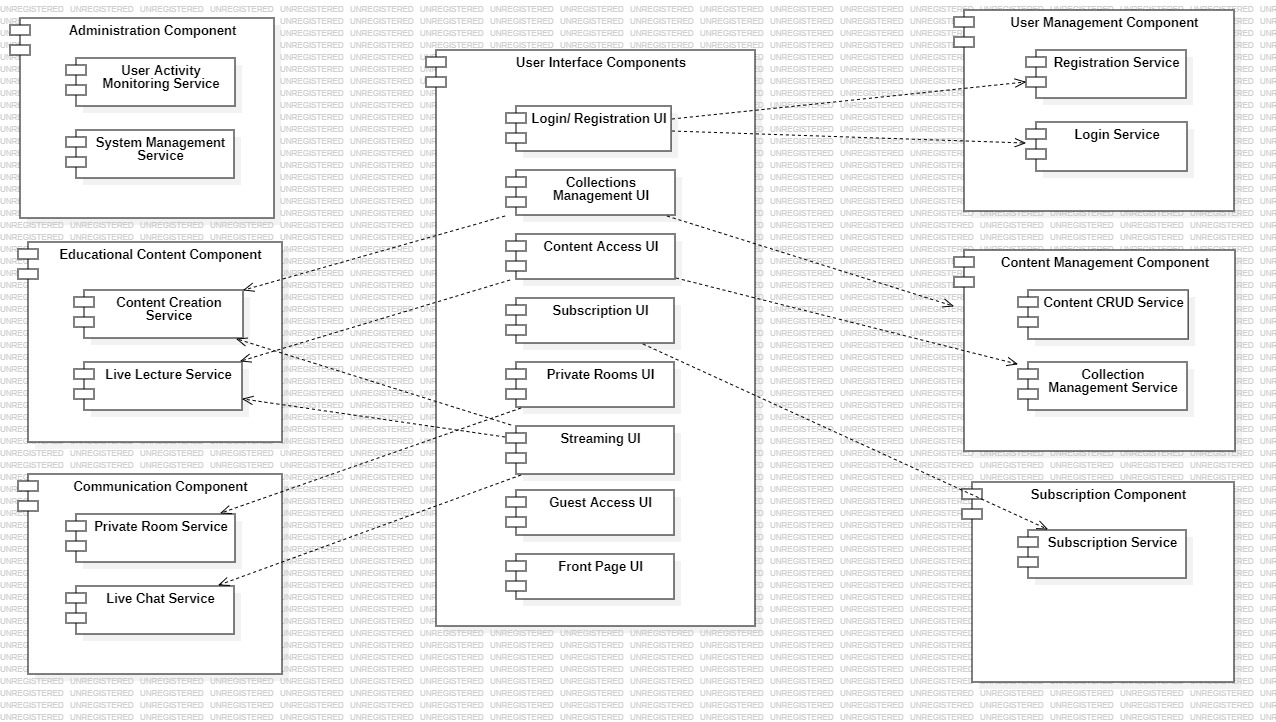 Administration Component
User Activity
Monitoring Service
System Management
Service
Educational Content Component
Content Creation
Service
Live Lecture Service
Communication Component
Private Room Service
Live Chat Service
User Interface Components
Login/ Registration UI
Collections
Management UI
Content Access UI
Subscription UI
Private Rooms UI
Streaming UI
Guest Access UI
Front Page UI
User Management Component
Registration Service
Login Service
Content Management Component
Content CRUD Service
Collection
Management Service
Subscription Component
Subscription Service
UNREGISTERED